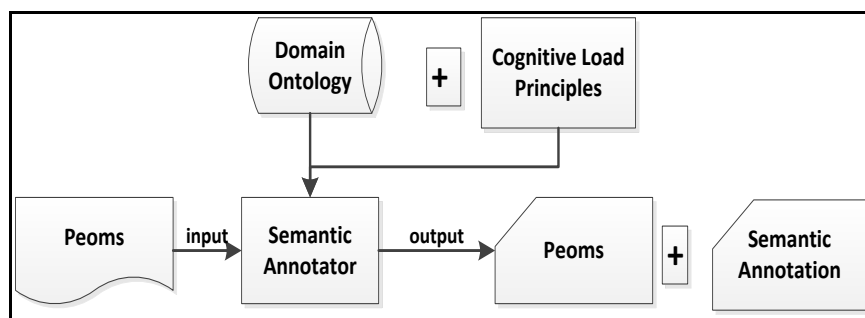 Domain
Ontology
+
Cognitive Load
Principles
Peoms
input
Semantic
Annotator
output
Peoms
+
Semantic
Annotation